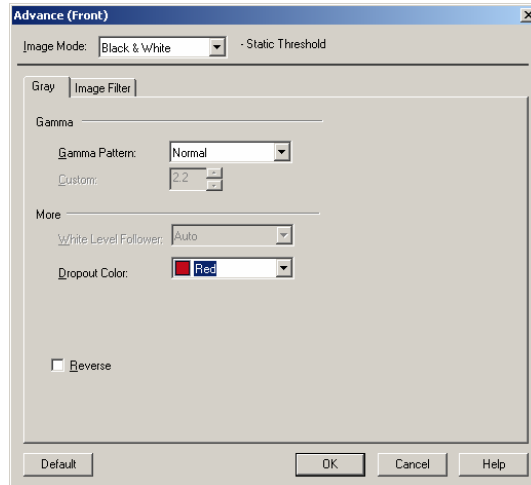 Advance (Front)
Image Mode: Black & White - Static Threshold
Gray Image Filter
Gamma
Gamma Pattern: Normal
Custom: 2.2
More
White Level Follower: Auto
Dropout Color: Red
Reverse
Default OK Cancel Help